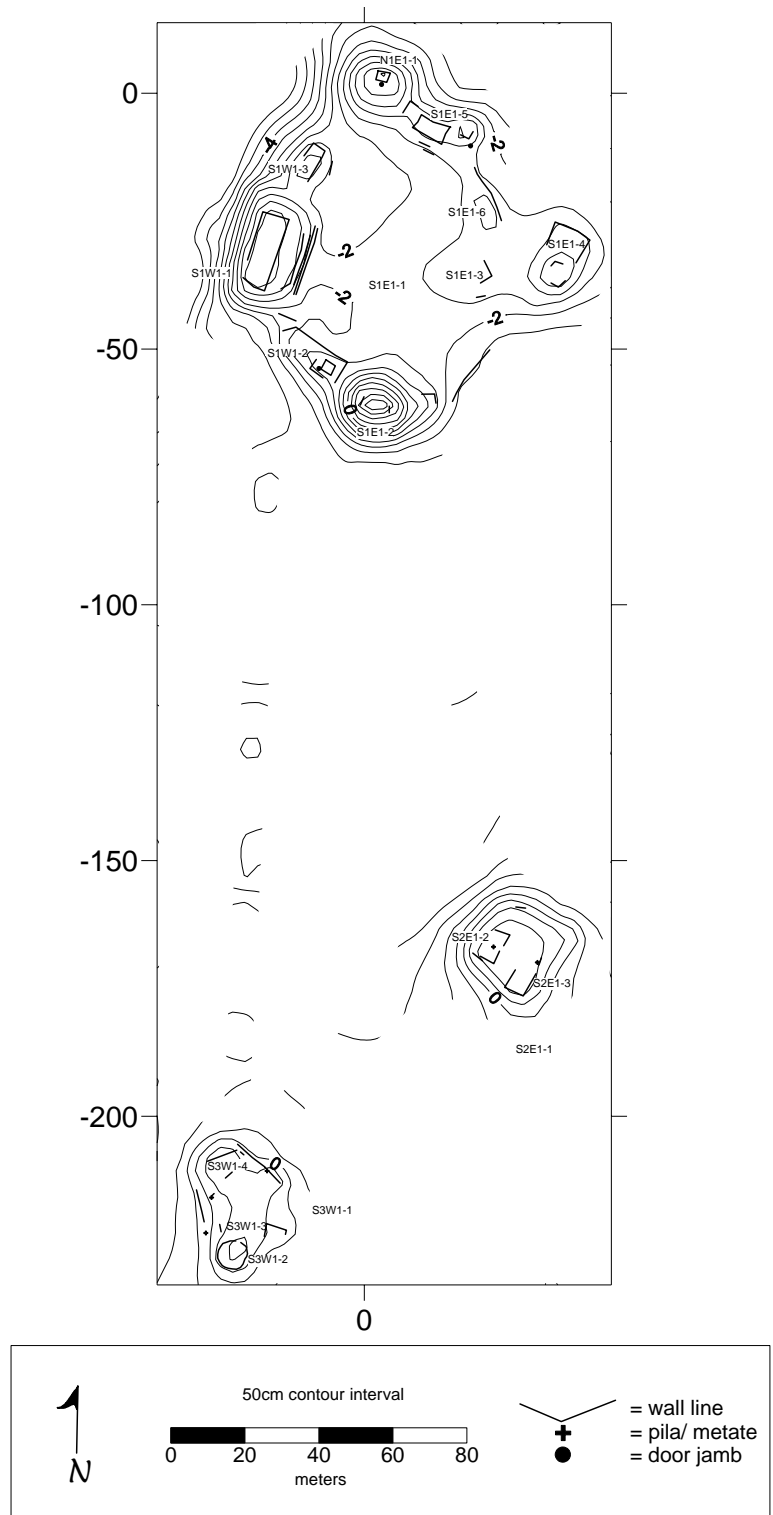 N1E1-1
0
S1E1-5
-4
-2
S1W1-3
S1E1-6
S1E1-4
-2
S1W1-1
S1E1-3
S1E1-1
-2
-2
-50
S1W1-2
0
S1E1-2
-100
-150
S2E1-2
S2E1-3
0
S2E1-1
-200
S3W1-4
0
S3W1-1
S3W1-3
S3W1-2
0
50cm contour interval
0 20 40 60 80
meters
N
= wall line
= pila/ metate
= door jamb